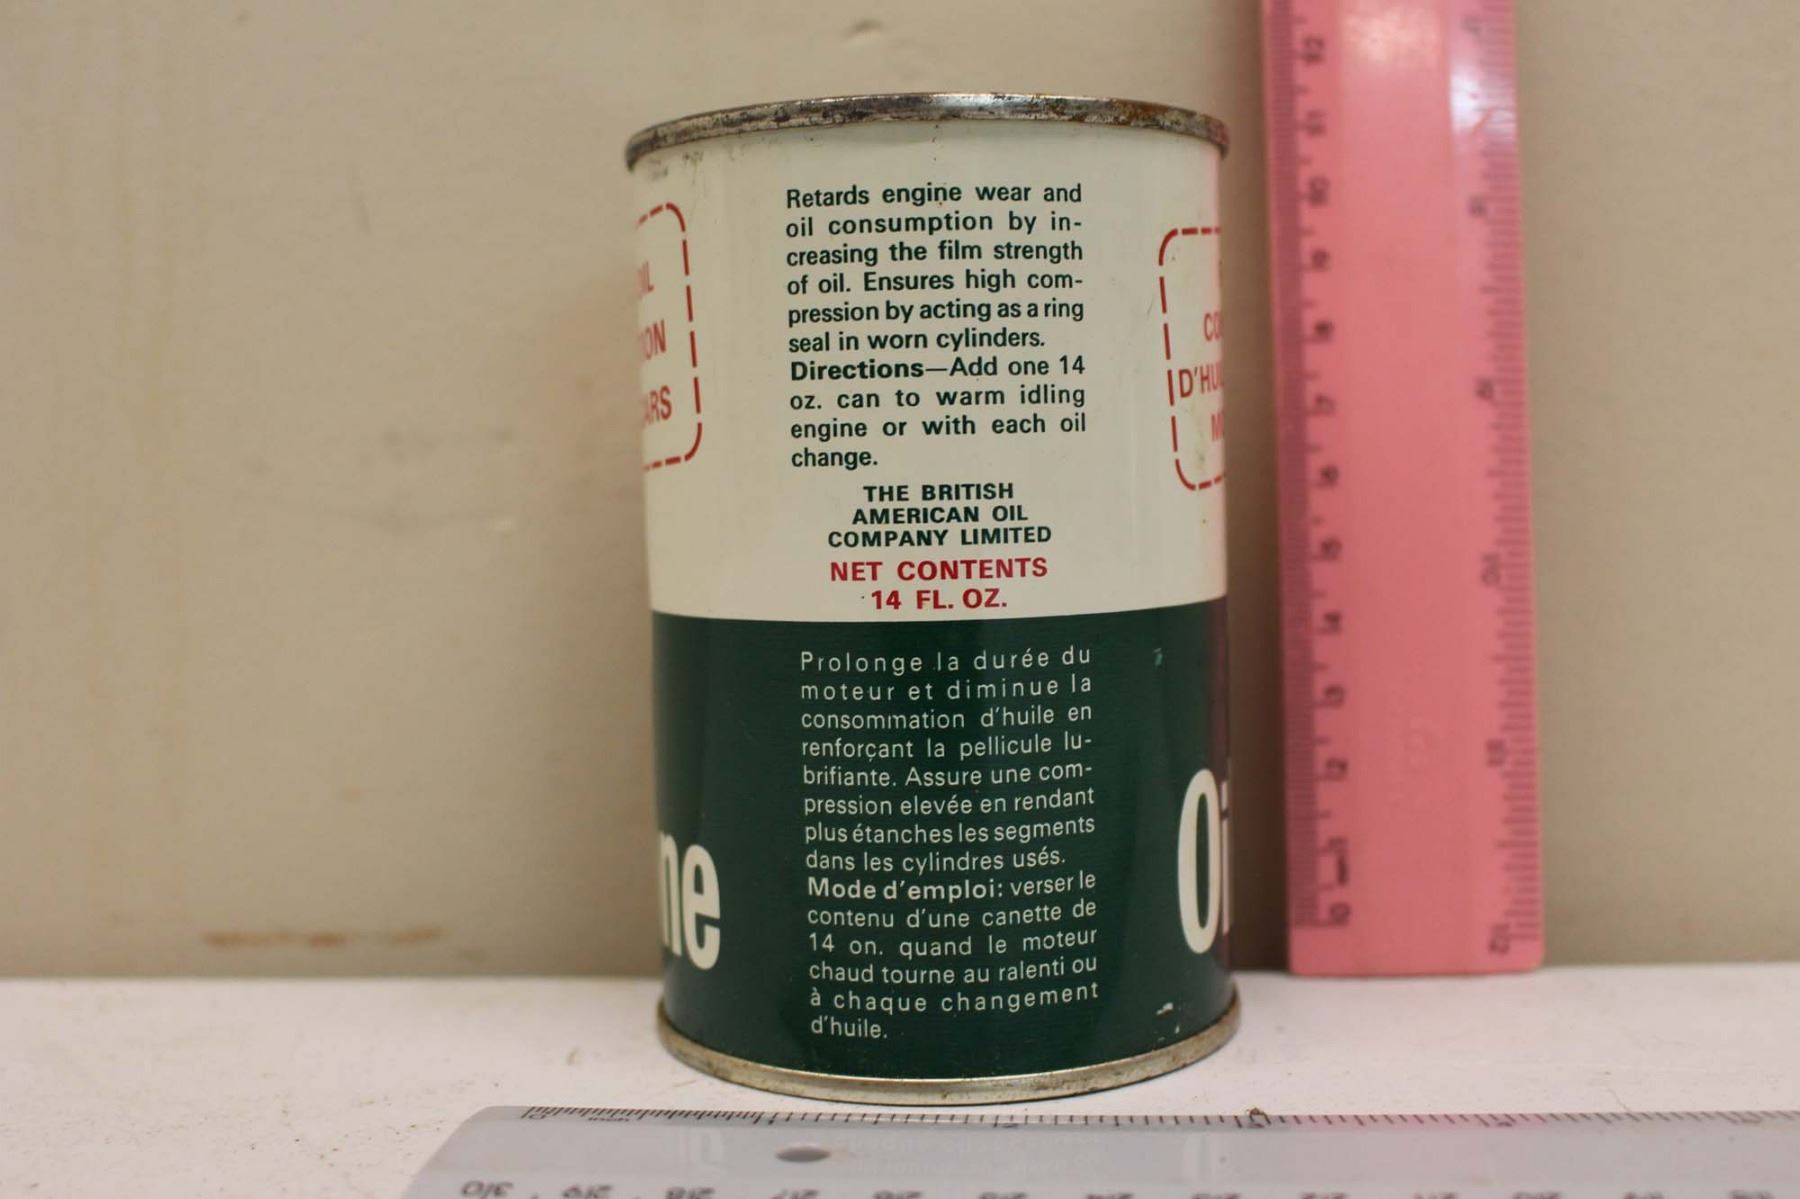 Retards engine wear and
oil consumption by in-
creasing the film strength
of oil. Ensures high com-
pression by acting as a ring
seal in worn cylinders.
Directions—Add one 14
oz. can to warm idling
engine or with each oil
change.
THE BRITISH
AMERICAN OIL
COMPANY LIMITED
NET CONTENTS
14 FL. OZ.
Prolonge la durée du
moteur et diminue la
consommation d'huile en
renforçant la pellicule lu-
brifiante. Assure une com-
pression elevée en rendant
plus étanches les segments
dans les cylindres usés.
Mode d'emploi: verser le
contenu d'une canette de
14 on. quand le moteur
chaud tourne au ralenti ou
à chaque changement
d'huile.